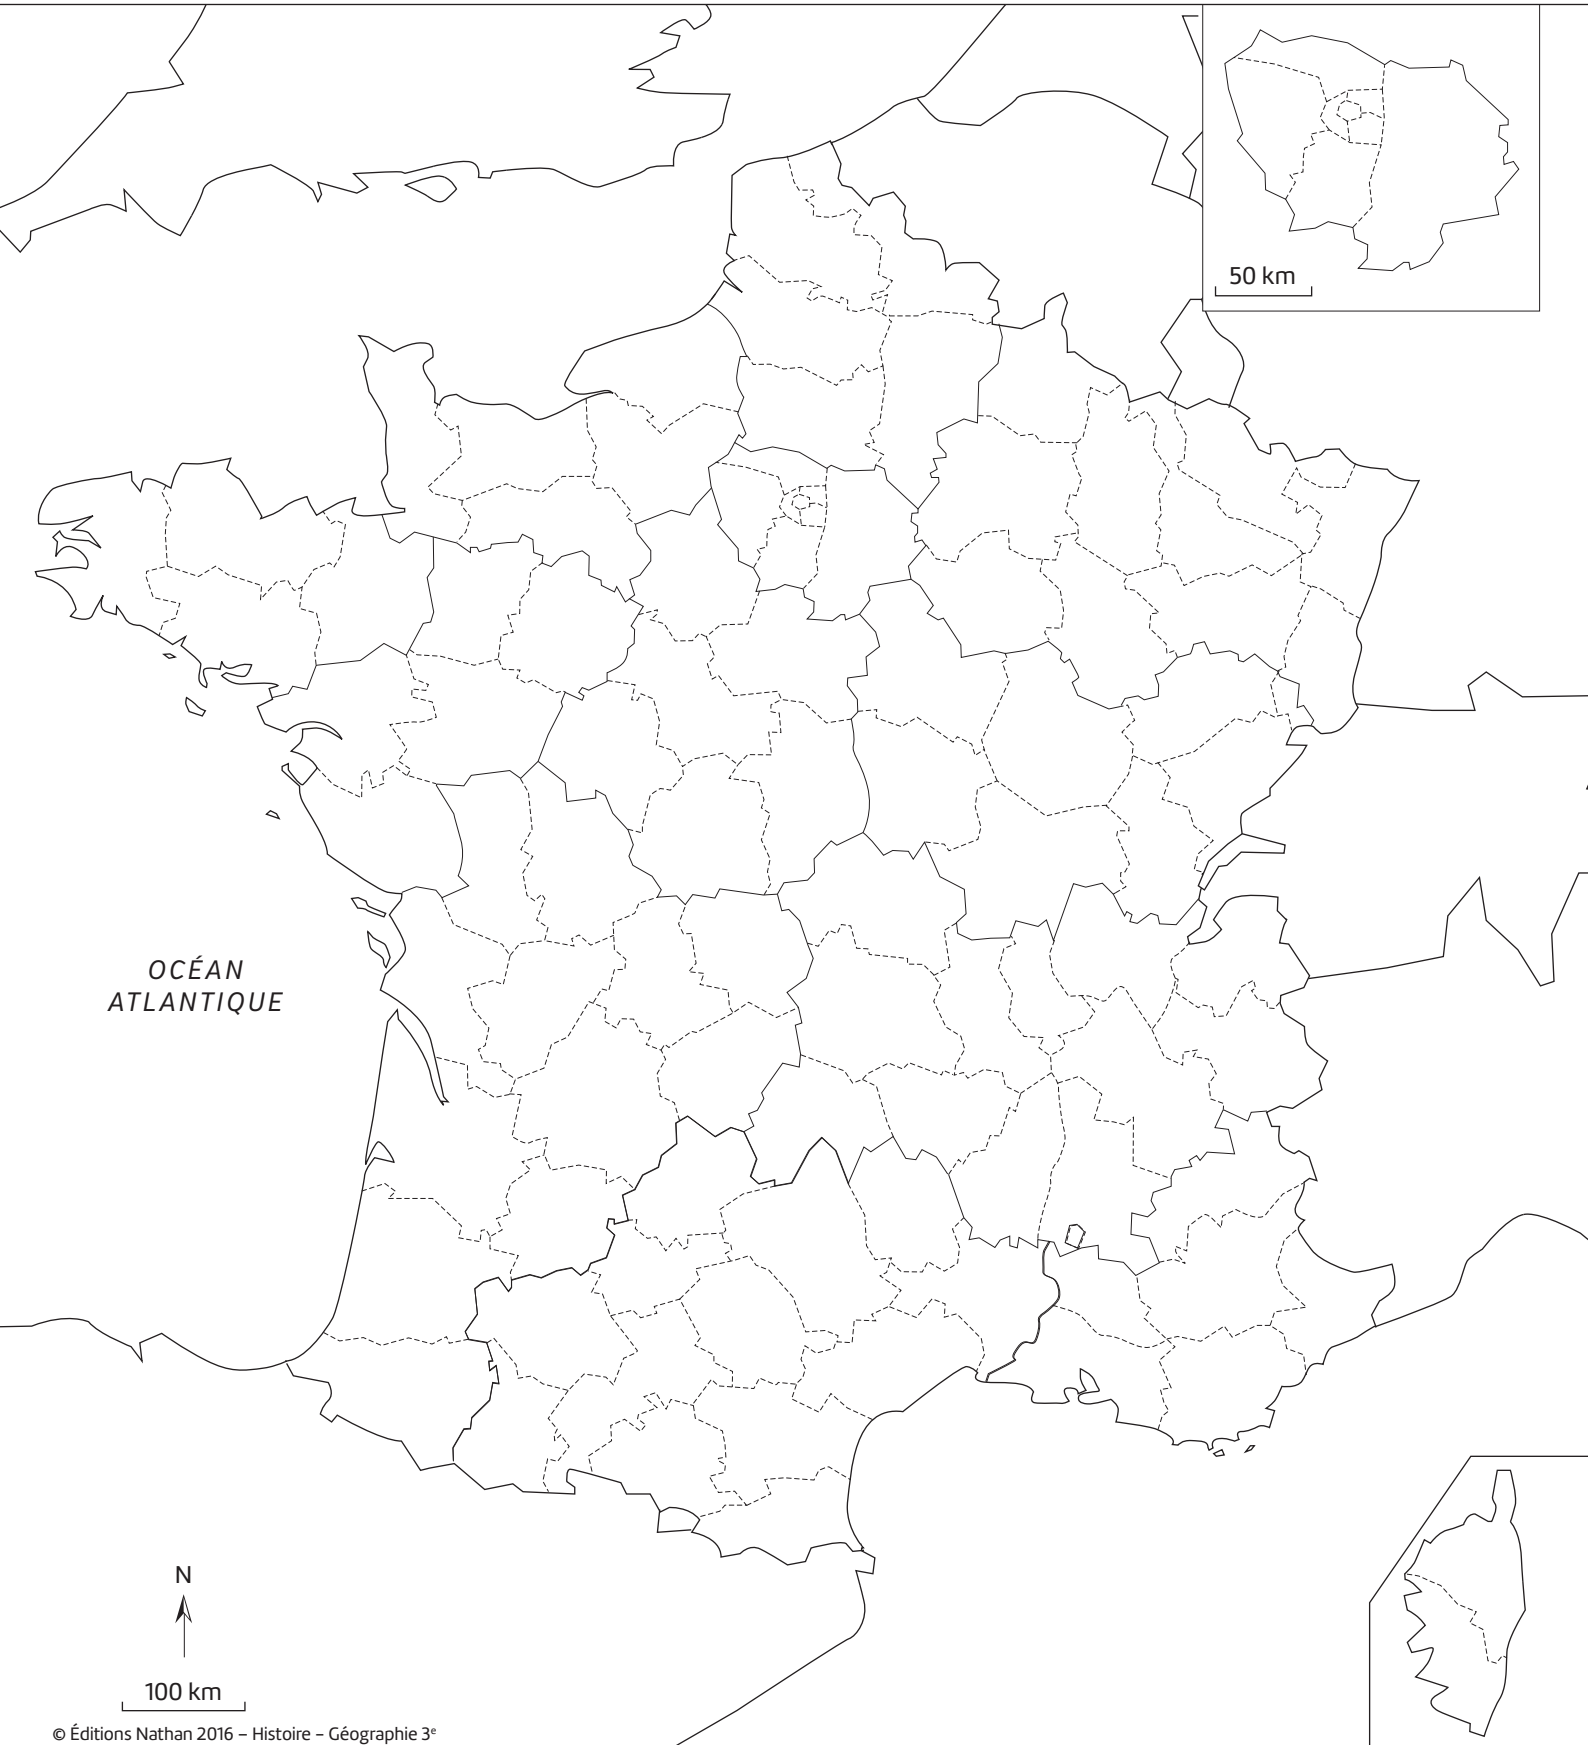 50 km
OCÉAN
ATLANTIQUE
N
100 km
© Éditions Nathan 2016 – Histoire – Géographie 3ᵉ